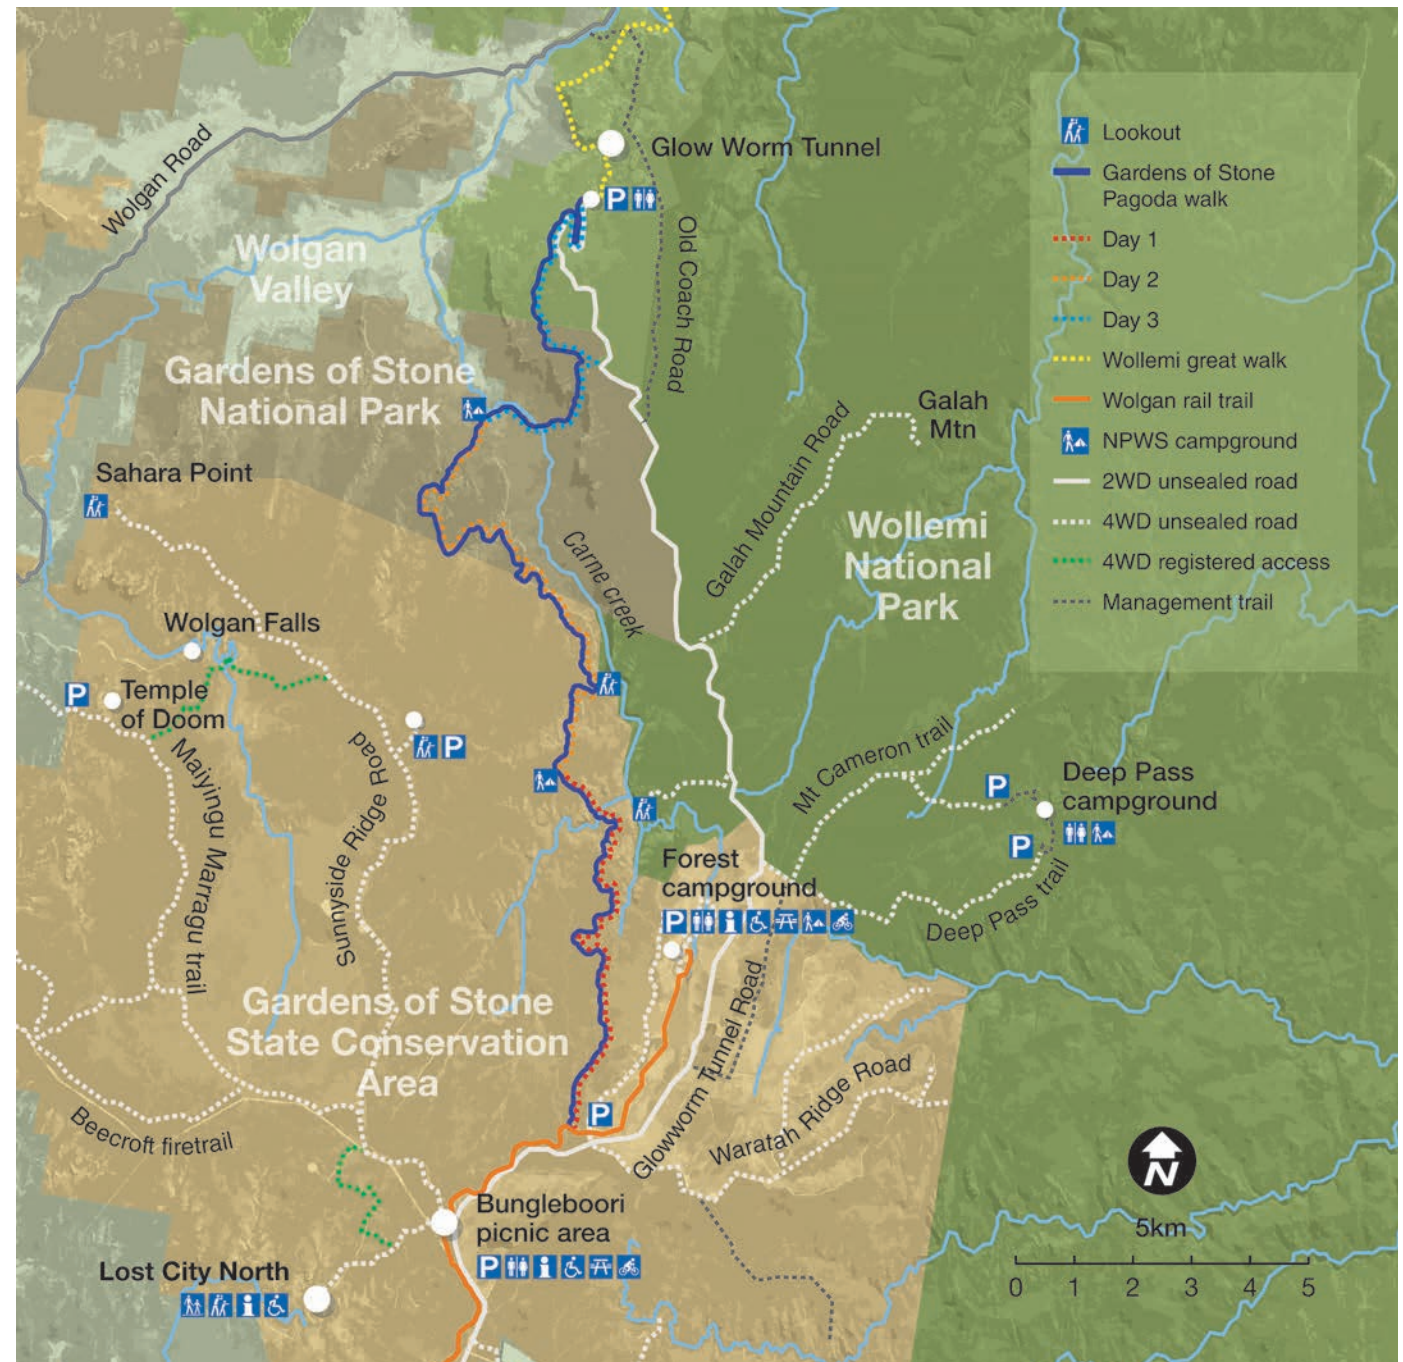 Wolgan Road
Glow Worm Tunnel
P
Old Coach Road
Wolgan
Valley
Gardens of Stone
National Park
Sahara Point
Galah
Mtn
Galah Mountain Road
Wollemi
National
Park
Carne creek
Wolgan Falls
P
Temple
of Doom
P
Maiyingu Marragu trail
Sunnyside Ridge Road
Mt Cameron trail
P
Deep Pass
campground
P
Deep Pass trail
Forest
campground
P i
Gardens of Stone
State Conservation
Area
Glowworm Tunnel Road
Waratah Ridge Road
P
Beecroft firetrail
Bungleboori
picnic area
P i
Lost City North
i
Lookout
Gardens of Stone
Pagoda walk
Day 1
Day 2
Day 3
Wollemi great walk
Wolgan rail trail
NPWS campground
2WD unsealed road
4WD unsealed road
4WD registered access
Management trail
N
5km
0 1 2 3 4 5